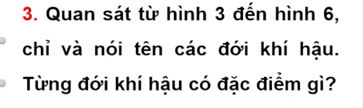 3. Quan sát từ hình 3 đến hình 6,
chỉ và nói tên các đới khí hậu.
Từng đới khí hậu có đặc điểm gì?